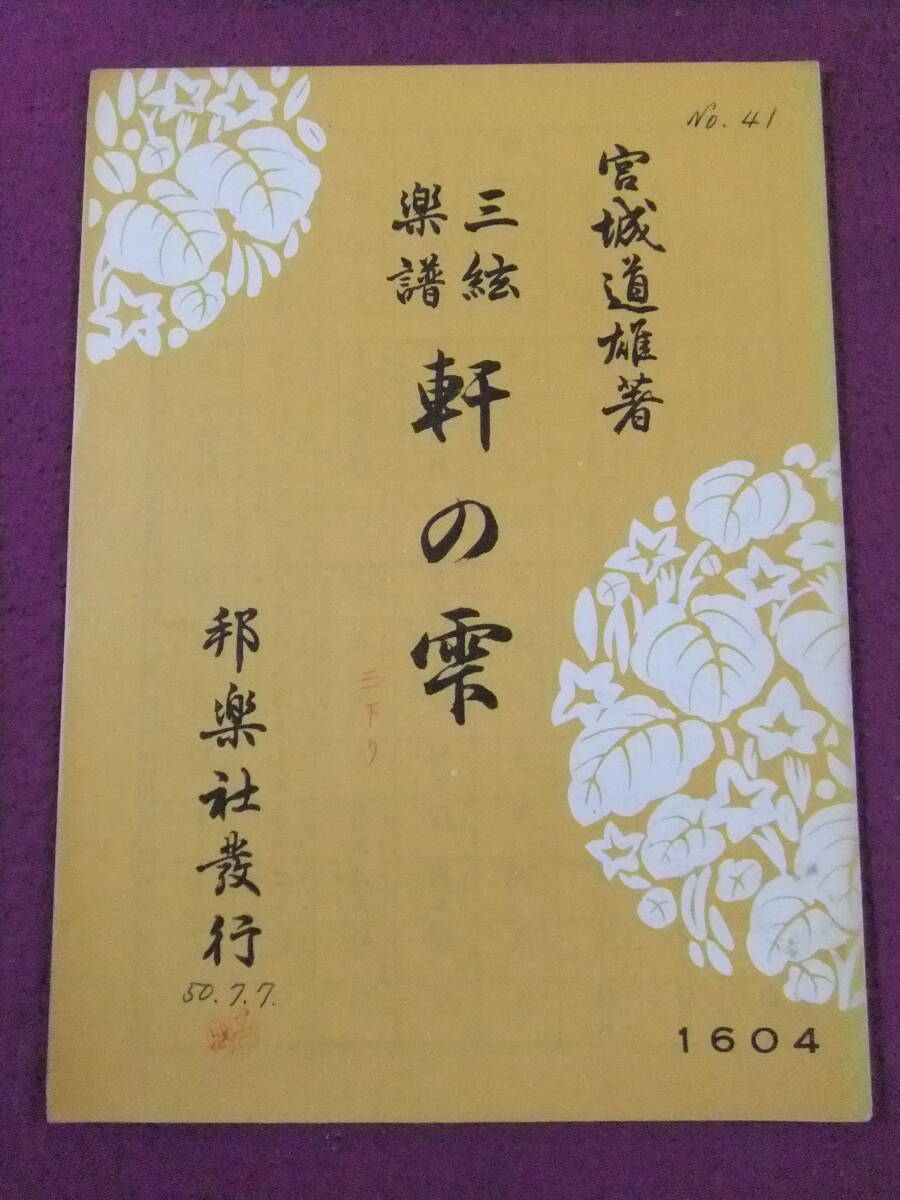 No. 41
宮城道雄著
三絃
楽譜
軒の雫
三下り
邦楽社發行
50.7.7.
1604